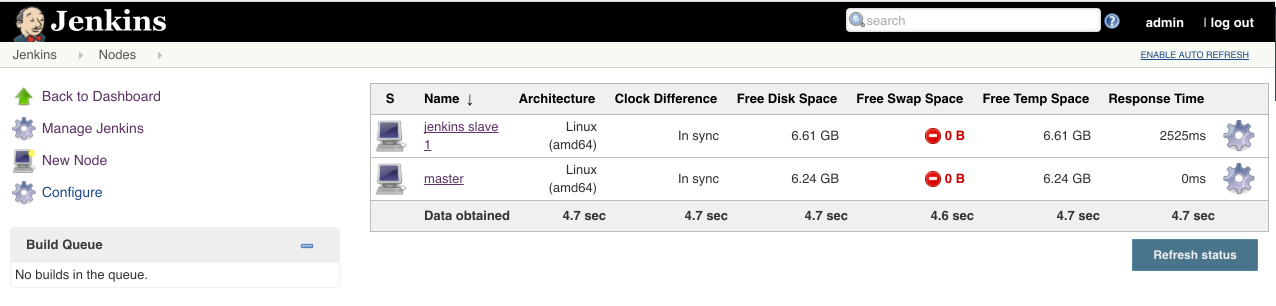 Jenkins
search
admin
| log out
Jenkins
Nodes
ENABLE AUTO REFRESH
Back to Dashboard
Manage Jenkins
New Node
Configure
Build Queue
No builds in the queue.
S Name ↓ Architecture Clock Difference Free Disk Space Free Swap Space Free Temp Space Response Time
jenkins slave Linux In sync 6.61 GB 0 B 6.61 GB 2525ms
1 (amd64)
master Linux In sync 6.24 GB 0 B 6.24 GB 0ms
(amd64)
Data obtained 4.7 sec 4.7 sec 4.7 sec 4.6 sec 4.7 sec 4.7 sec
Refresh status